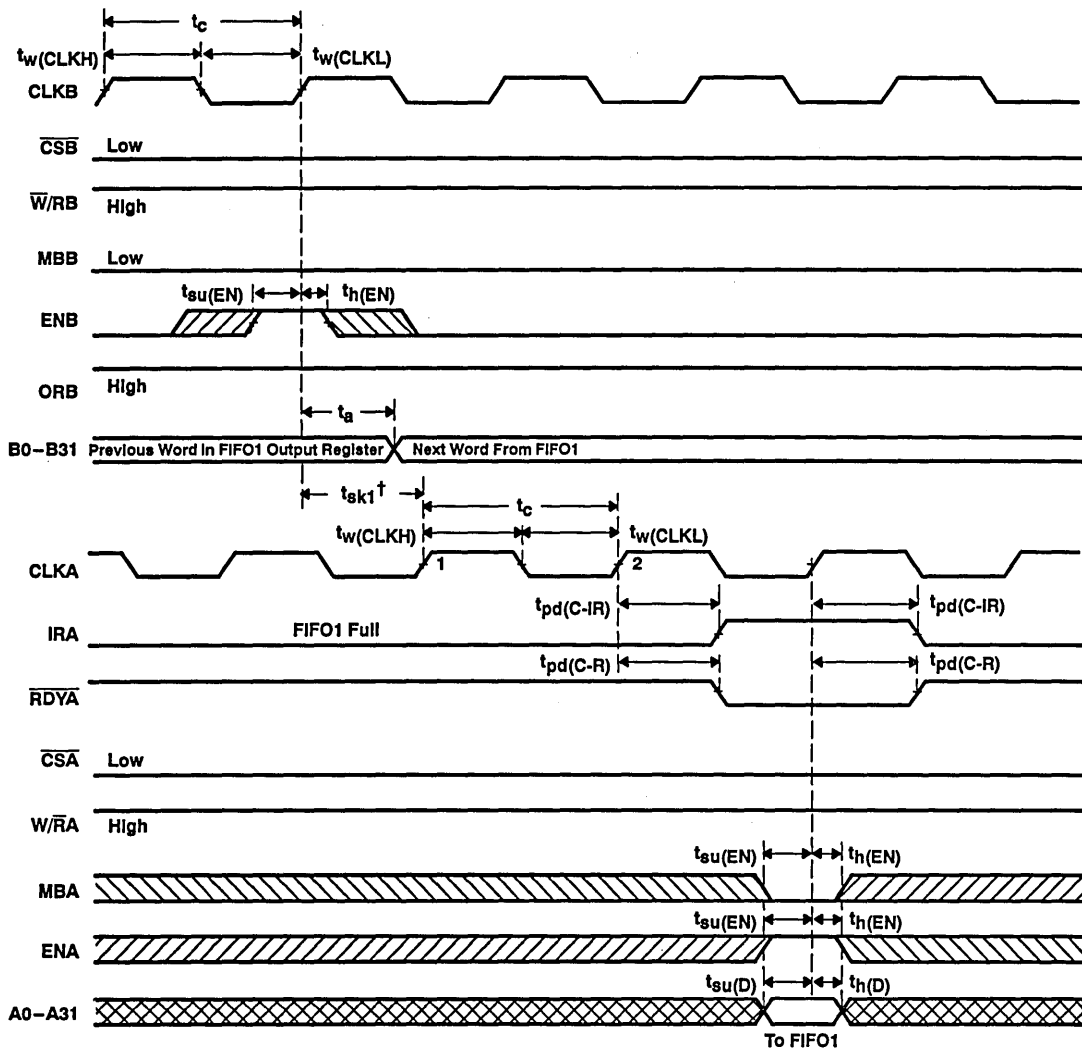 tc
tw(CLKH) tw(CLKL)
CLKB
CSB Low
W/RB High
MBB Low
tsu(EN) th(EN)
ENB
ORB High
ta
B0–B31 Previous Word in FIFO1 Output Register Next Word From FIFO1
tsk1†
tc
tw(CLKH) tw(CLKL)
CLKA 1 2
tpd(C-IR) tpd(C-IR)
IRA FIFO1 Full
tpd(C-R) tpd(C-R)
RDYA
CSA Low
W/RA High
tsu(EN) th(EN)
MBA
tsu(EN) th(EN)
ENA
tsu(D) th(D)
A0–A31
To FIFO1